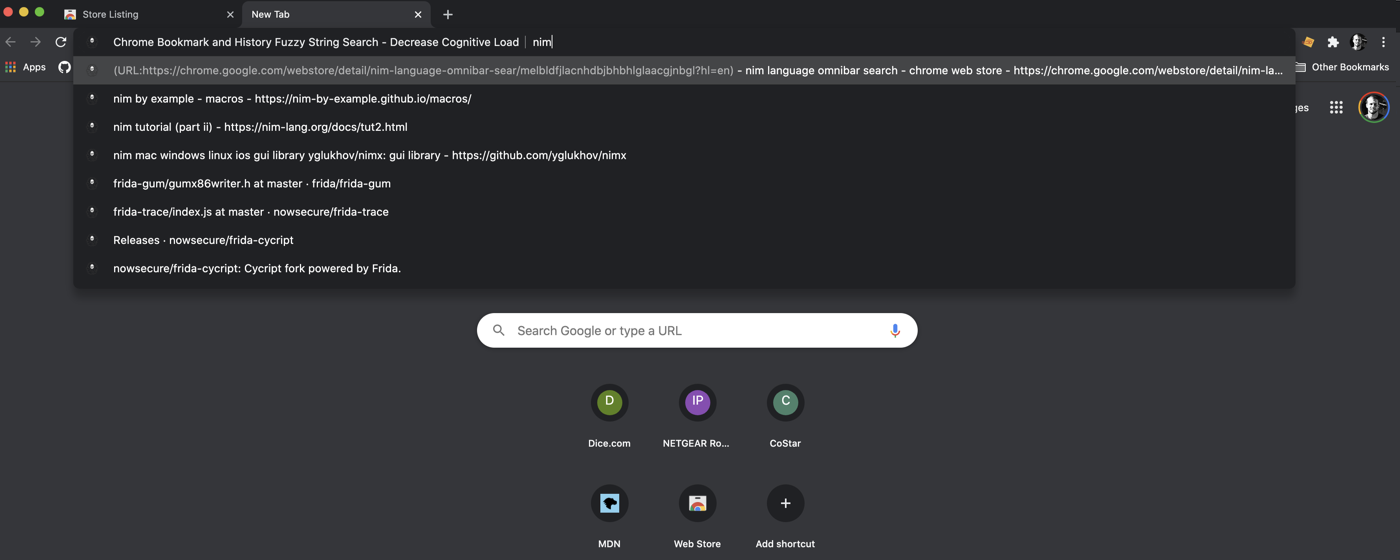 Store Listing
New Tab
Chrome Bookmark and History Fuzzy String Search - Decrease Cognitive Load | nim
Apps
(URL:https://chrome.google.com/webstore/detail/nim-language-omnibar-sear/melbldfjlacnhdbjbhbhlglaacgjnbgl?hl=en) - nim language omnibar search - chrome web store - https://chrome.google.com/webstore/detail/nim-la...
Other Bookmarks
nim by example - macros - https://nim-by-example.github.io/macros/
ges
nim tutorial (part ii) - https://nim-lang.org/docs/tut2.html
nim mac windows linux ios gui library yglukhov/nimx: gui library - https://github.com/yglukhov/nimx
frida-gum/gumx86writer.h at master · frida/frida-gum
frida-trace/index.js at master · nowsecure/frida-trace
Releases · nowsecure/frida-cycript
nowsecure/frida-cycript: Cycript fork powered by Frida.
Search Google or type a URL
D
IP
C
Dice.com
NETGEAR Ro...
CoStar
MDN
Web Store
Add shortcut